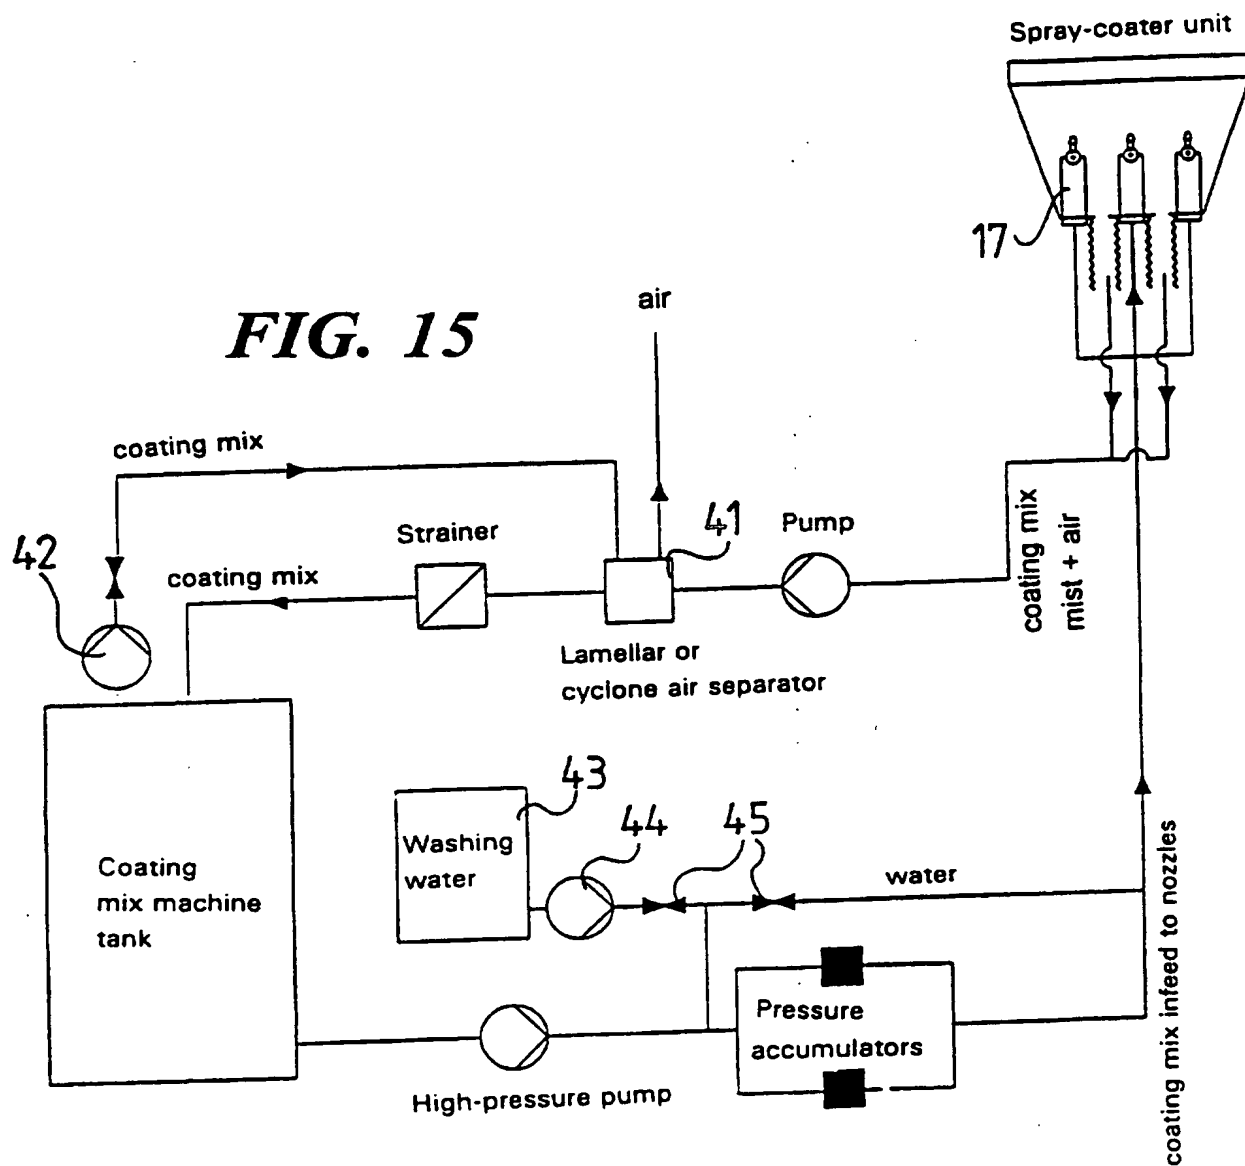 Spray-coater unit
17
air
FIG. 15
coating mix
42
Strainer
41
Pump
coating mix
coating mix
mist + air
Lamellar or
cyclone air separator
43
44
45
Washing
water
water
Coating
mix machine
tank
Pressure
accumulators
High-pressure pump
coating mix infeed to nozzles